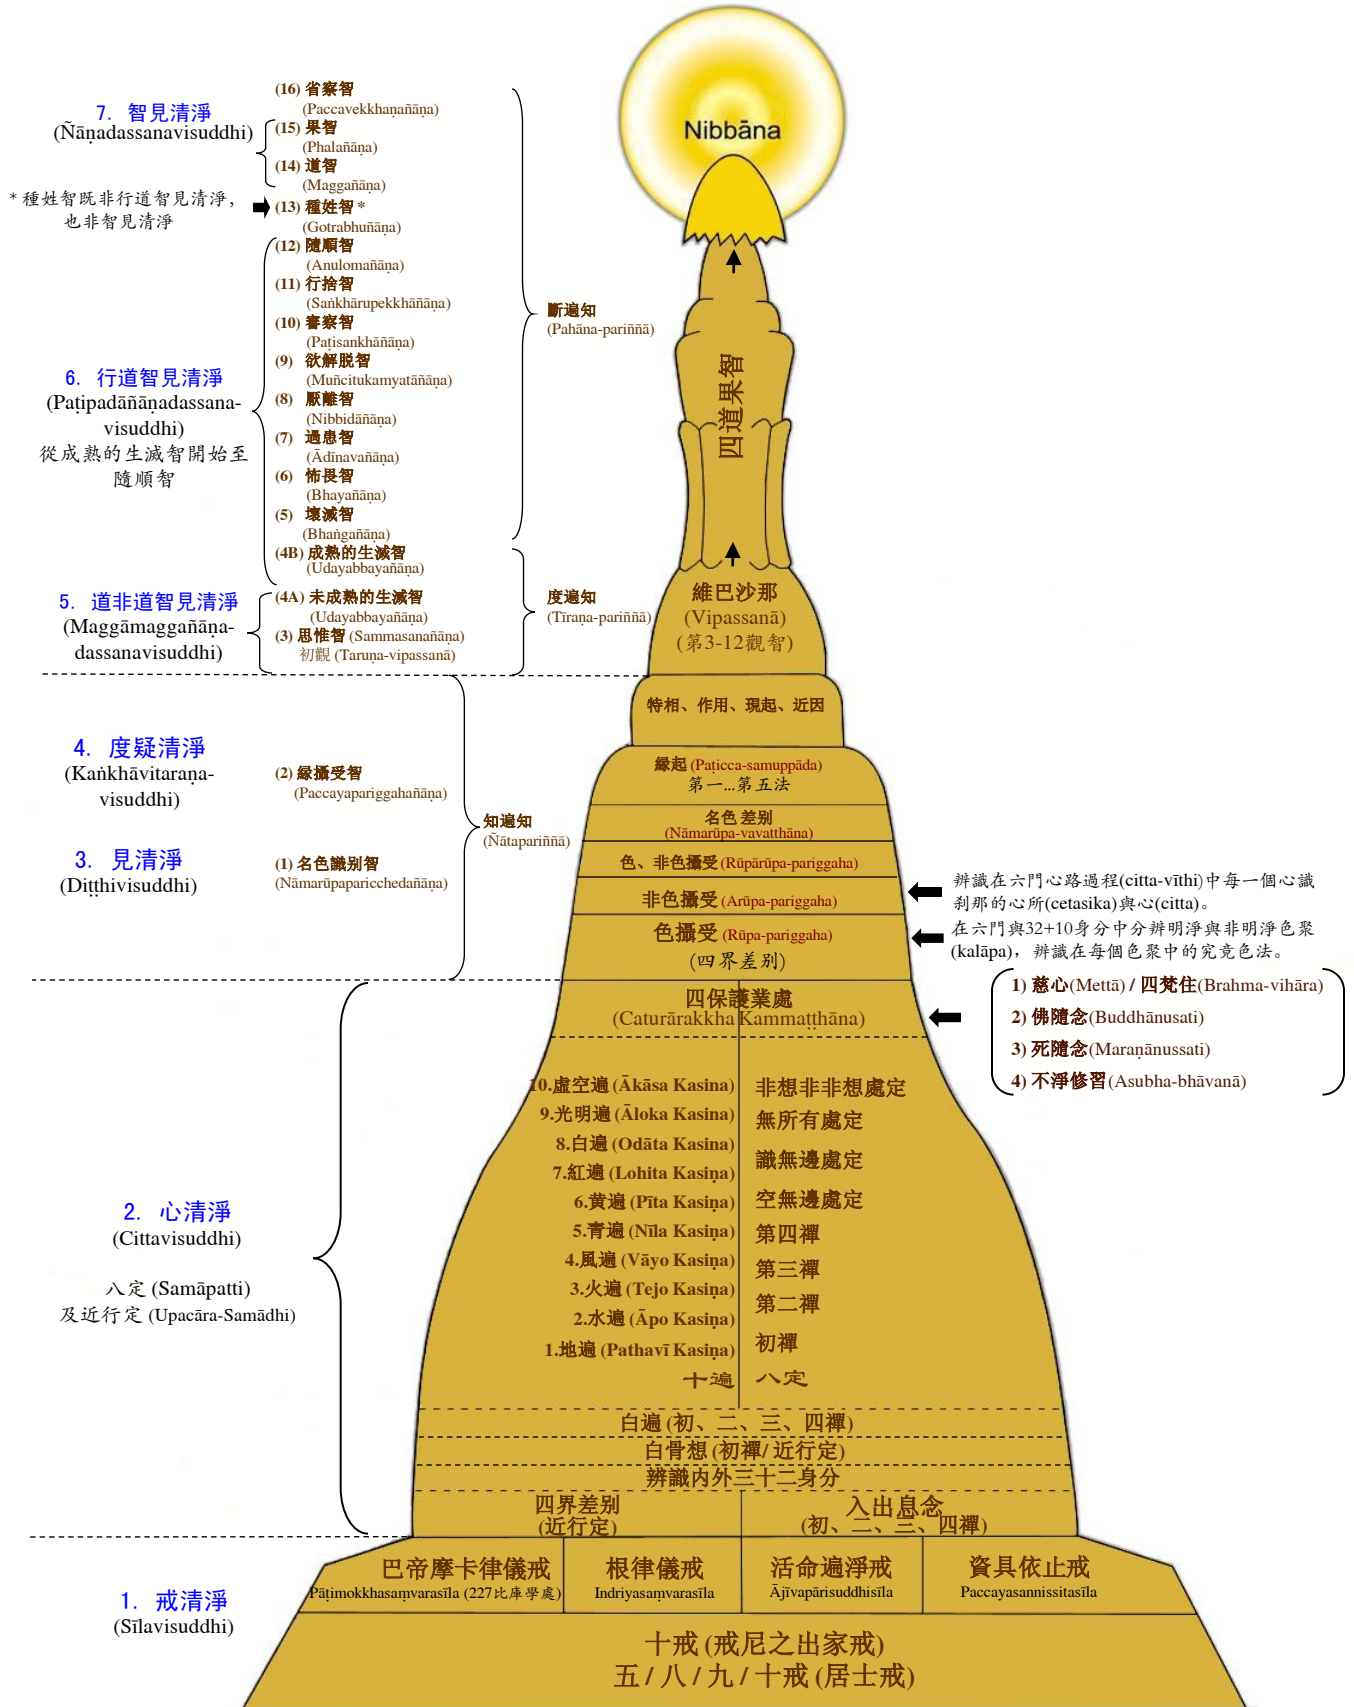 Nibbāna
7. 智見清淨
(Ñāṇadassanavisuddhi)
* 種姓智既非行道智見清淨，
也非智見清淨
(16) 省察智
(Paccavekkhaṇañāṇa)
(15) 果智
(Phalañāṇa)
(14) 道智
(Maggañāṇa)
(13) 種姓智 *
(Gotrabhuñāṇa)
(12) 隨順智
(Anulomañāṇa)
(11) 行捨智
(Saṅkhārupekkhāñāṇa)
(10) 審察智
(Paṭisankhāñāṇa)
(9) 欲解脱智
(Muñcitukamyatāñāṇa)
(8) 厭離智
(Nibbidāñāṇa)
(7) 過患智
(Ādīnavañāṇa)
(6) 怖畏智
(Bhayañāṇa)
(5) 壞滅智
(Bhaṅgañāṇa)
(4B) 成熟的生滅智
(Udayabbayañāṇa)
6. 行道智見清淨
(Paṭipadāñāṇadassana-
visuddhi)
從成熟的生滅智開始至
隨順智
斷遍知
(Pahāna-pariññā)
四道果智
5. 道非道智見清淨
(Maggāmaggañāṇa-
dassanavisuddhi)
(4A) 未成熟的生滅智
(Udayabbayañāṇa)
(3) 思惟智 (Sammasanañāṇa)
初觀 (Taruṇa-vipassanā)
度遍知
(Tīraṇa-pariññā)
維巴沙那
(Vipassanā)
(第3-12觀智)
特相、作用、現起、近因
4. 度疑清淨
(Kaṅkhāvitaraṇa-
visuddhi)
(2) 緣攝受智
(Paccayapariggahañāṇa)
緣起 (Paṭicca-samuppāda)
第一...第五法
名色 差别
(Nāmarūpa-vavatthāna)
知遍知
(Ñātapariññā)
3. 見清淨
(Diṭṭhivisuddhi)
(1) 名色識别智
(Nāmarūpaparicchedañāṇa)
色、非色攝受 (Rūpārūpa-pariggaha)
非色攝受 (Arūpa-pariggaha)
色攝受 (Rūpa-pariggaha)
(四界差别)
辨識在六門心路過程(citta-vīthi)中每一個心識
刹那的心所(cetasika)與心(citta)。
在六門與32+10身分中分辨明淨與非明淨色聚
(kalāpa)，辨識在每個色聚中的究竟色法。
四保護業處
(Caturārakkha Kammaṭṭhāna)
1) 慈心(Mettā) / 四梵住(Brahma-vihāra)
2) 佛隨念(Buddhānusati)
3) 死隨念(Maraṇānussati)
4) 不淨修習(Asubha-bhāvanā)
2. 心清淨
(Cittavisuddhi)
八定 (Samāpatti)
及近行定 (Upacāra-Samādhi)
10.虛空遍 (Ākāsa Kasina)
9.光明遍 (Āloka Kasina)
8.白遍 (Odāta Kasina)
7.紅遍 (Lohita Kasiṇa)
6.黄遍 (Pīta Kasiṇa)
5.青遍 (Nīla Kasiṇa)
4.風遍 (Vāyo Kasiṇa)
3.火遍 (Tejo Kasiṇa)
2.水遍 (Āpo Kasiṇa)
1.地遍 (Pathavī Kasiṇa)
十遍
非想非非想處定
無所有處定
識無邊處定
空無邊處定
第四禪
第三禪
第二禪
初禪
八定
白遍 (初、二、三、四禪)
白骨想 (初禪/ 近行定)
辨識内外三十二身分
四界差别
(近行定)
入出息念
(初、二、三、四禪)
1. 戒清淨
(Sīlavisuddhi)
巴帝摩卡律儀戒
Pāṭimokkhasaṃvarasīla (227比库學處)
根律儀戒
Indriyasaṃvarasīla
活命遍淨戒
Ājīvapārisuddhisīla
資具依止戒
Paccayasannissitasīla
十戒 (戒尼之出家戒)
五 / 八 / 九 / 十戒 (居士戒)